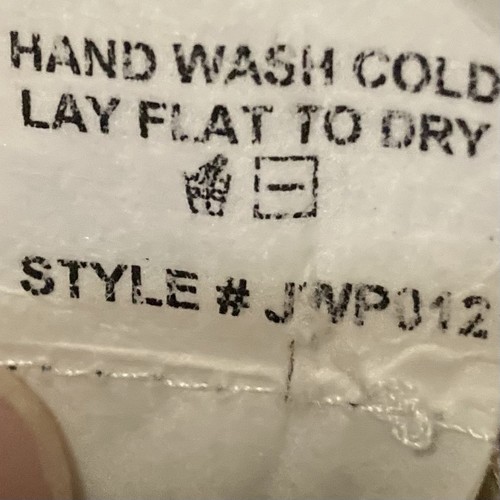 HAND WASH COLD
LAY FLAT TO DRY
STYLE # JWP012